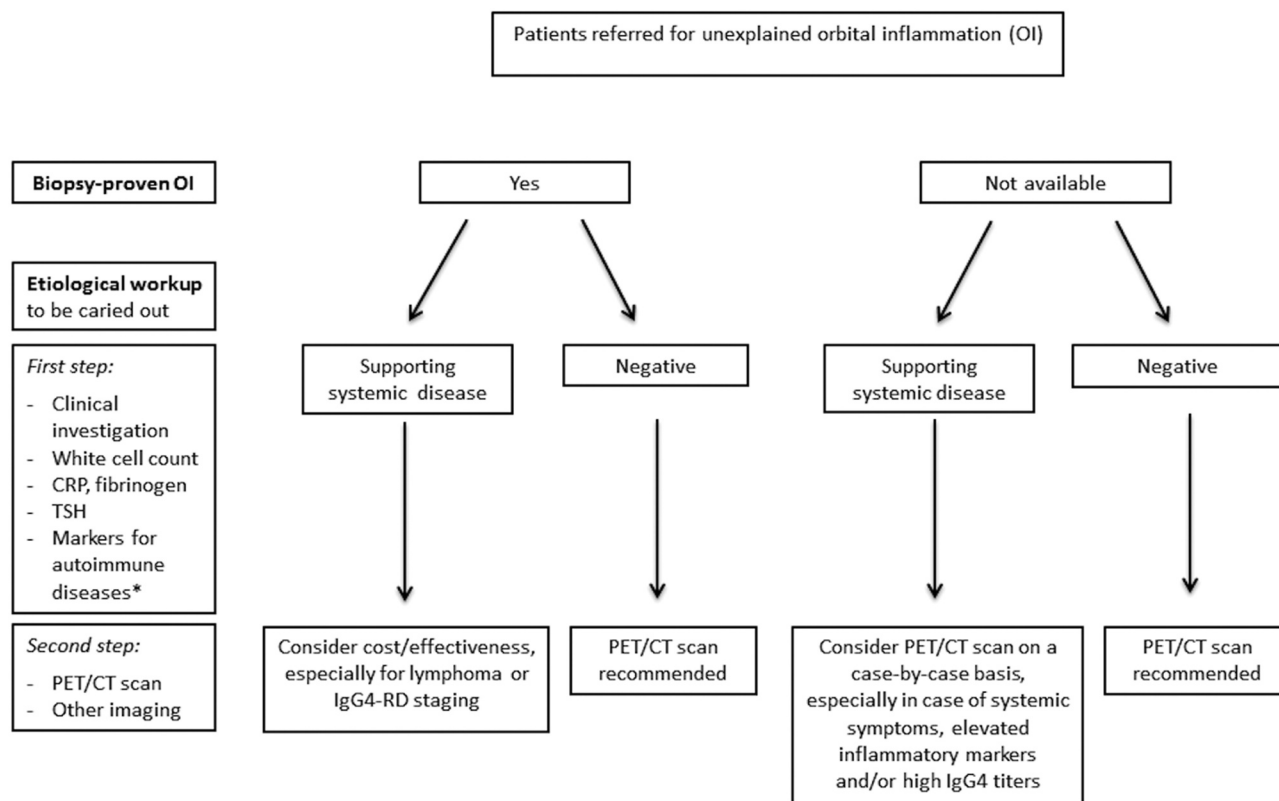 Patients referred for unexplained orbital inflammation (OI)
Biopsy-proven OI
Yes
Not available
Etiological workup
to be caried out
First step:
- Clinical
investigation
- White cell count
- CRP, fibrinogen
- TSH
- Markers for
autoimmune
diseases*
Supporting
systemic disease
Negative
Supporting
systemic disease
Negative
Second step:
- PET/CT scan
- Other imaging
Consider cost/effectiveness,
especially for lymphoma or
IgG4-RD staging
PET/CT scan
recommended
Consider PET/CT scan on a
case-by-case basis,
especially in case of systemic
symptoms, elevated
inflammatory markers
and/or high IgG4 titers
PET/CT scan
recommended